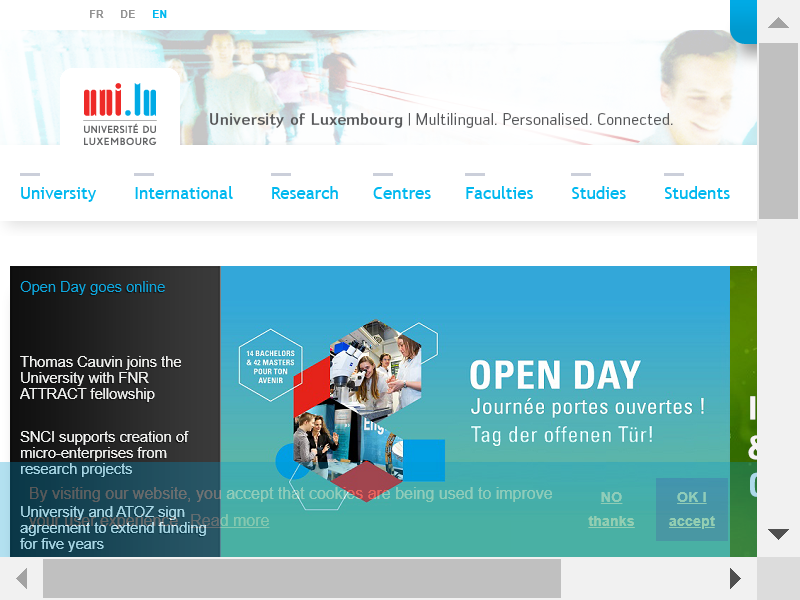 FR DE EN
uni.lu
UNIVERSITÉ DU
LUXEMBOURG
University of Luxembourg | Multilingual. Personalised. Connected.
University International Research Centres Faculties Studies Students
Open Day goes online
Thomas Cauvin joins the
University with FNR
ATTRACT fellowship
SNCI supports creation of
micro-enterprises from
research projects
University and ATOZ sign
agreement to extend funding
for five years
14 BACHELORS
& 42 MASTERS
POUR TON
AVENIR
OPEN DAY
Journée portes ouvertes !
Tag der offenen Tür!
By visiting our website, you accept that cookies are being used to improve
your user experience. Read more
NO
thanks
OK I
accept